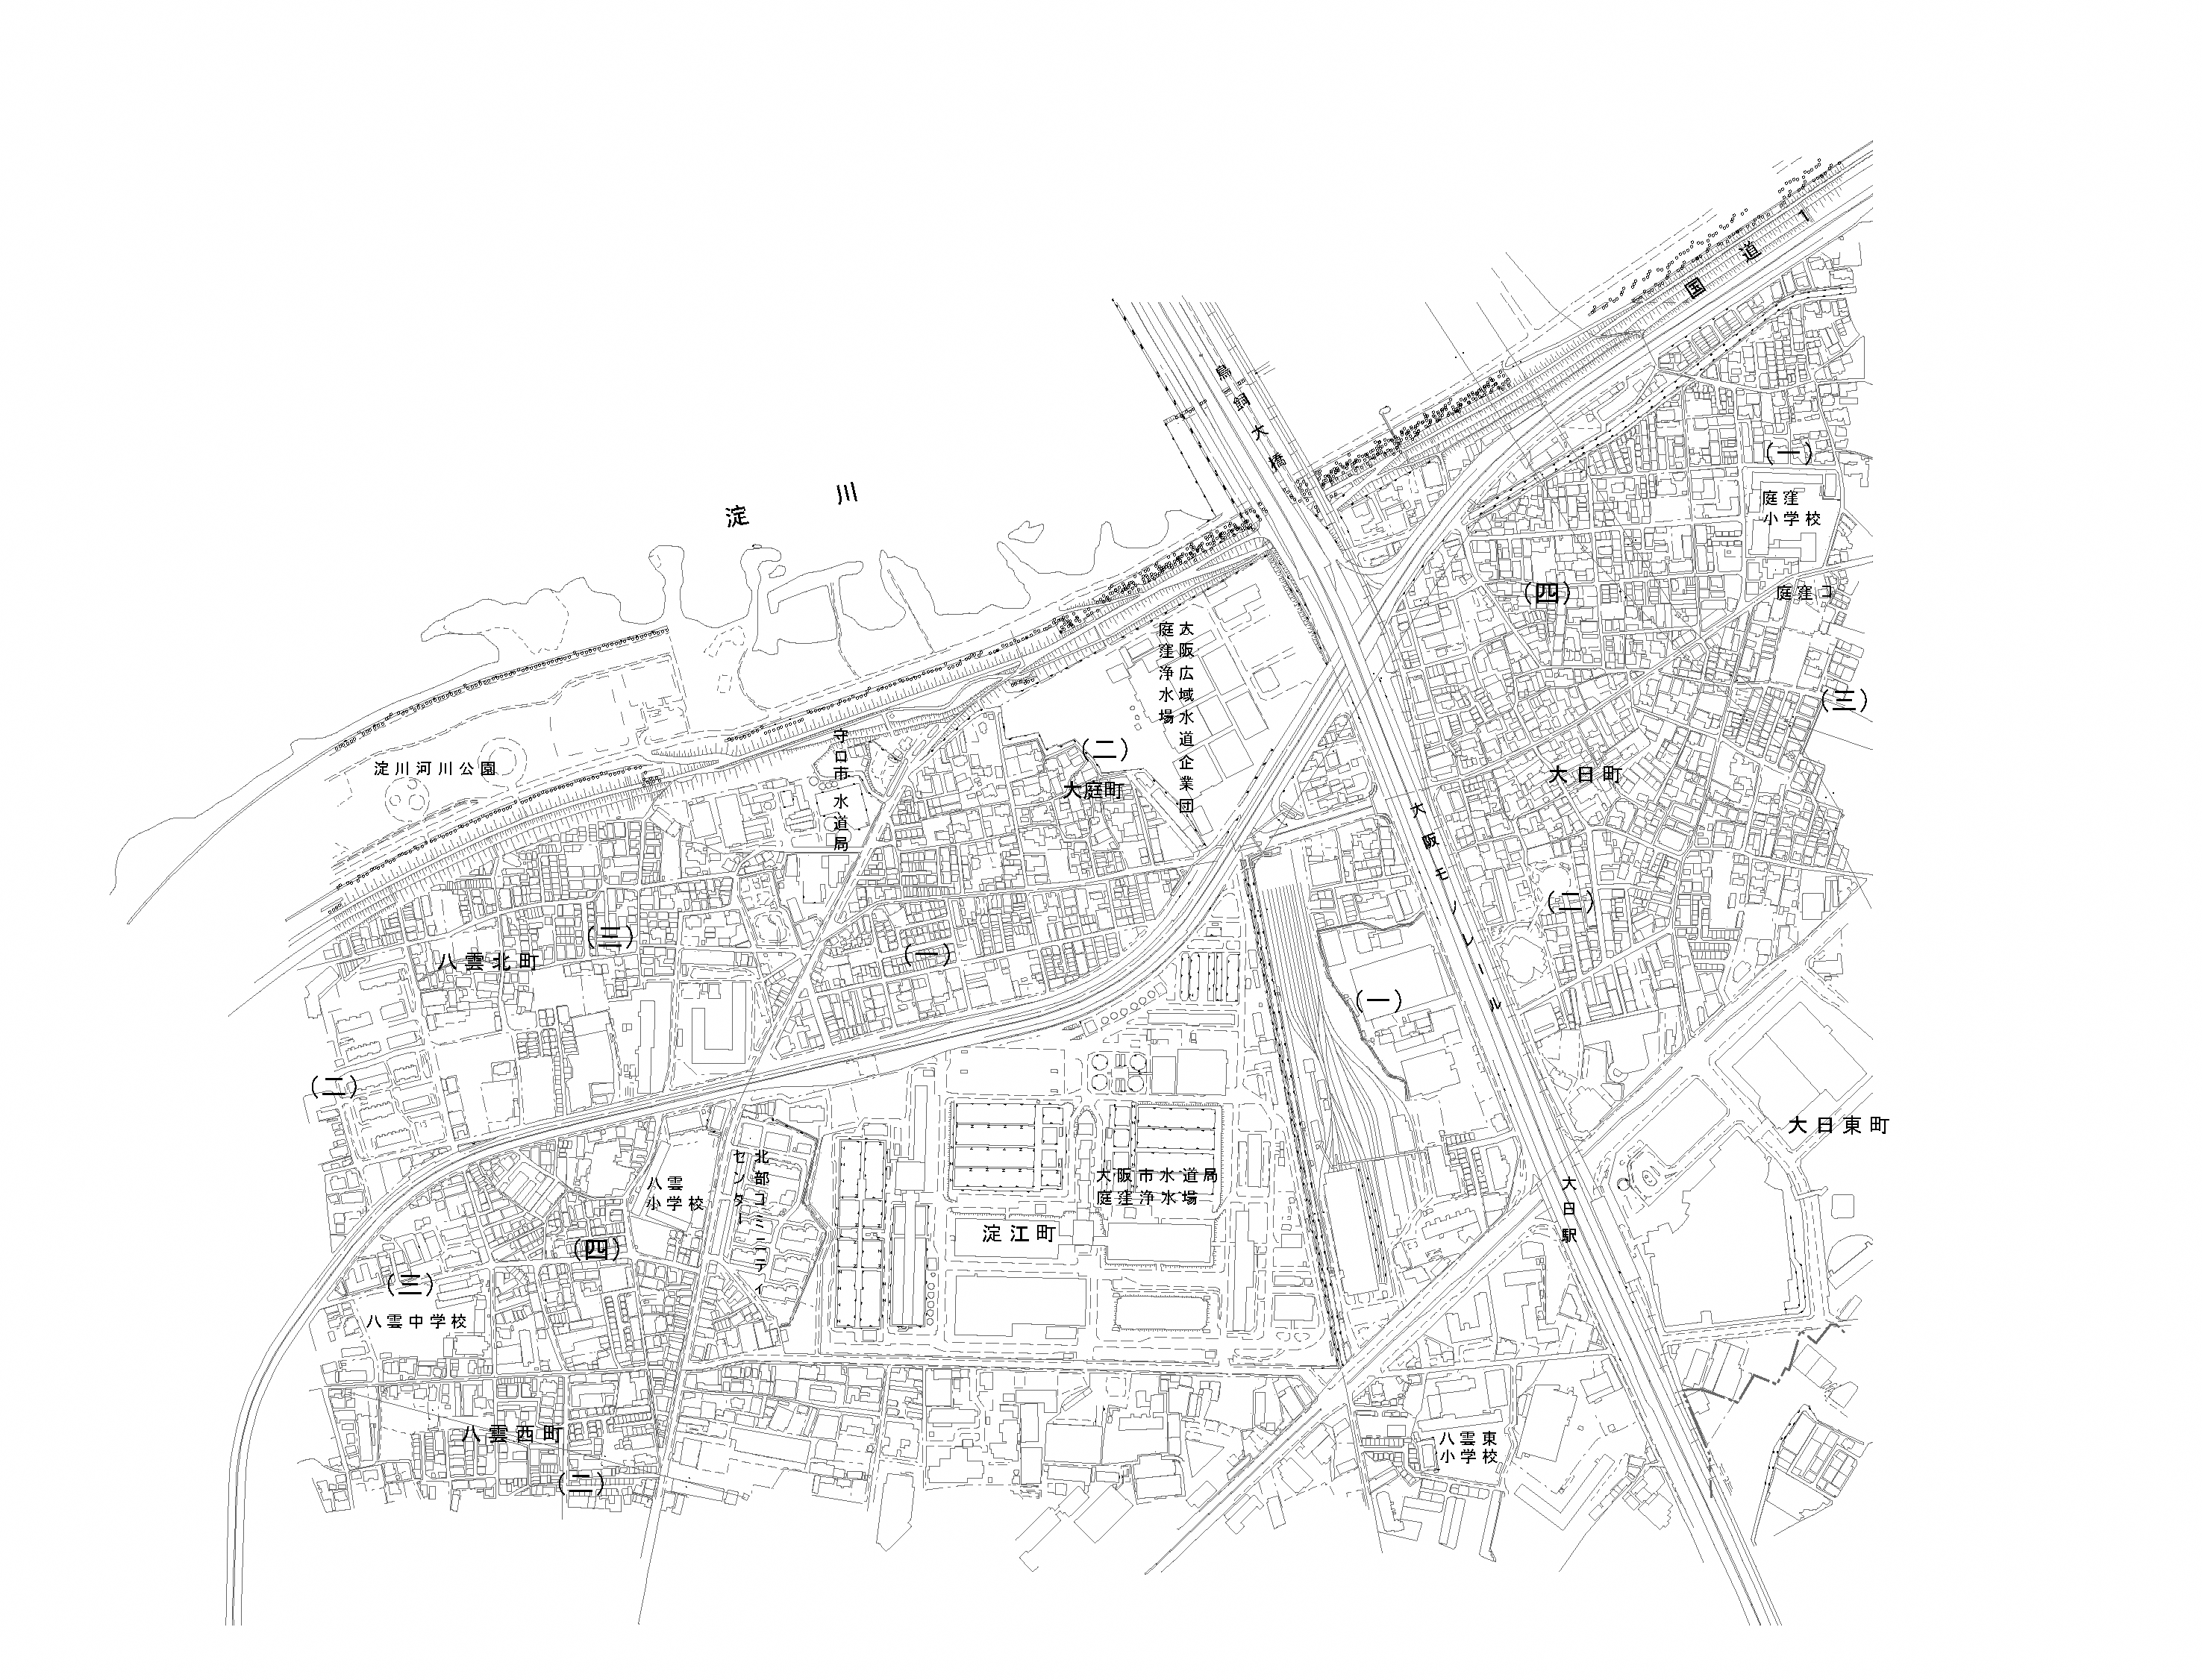 国道1
鳥飼大橋
淀川
(一)
庭窪
小学校
(四)
庭窪コ
大阪広域水道企業団
庭窪浄水場
(三)
守口市水道局
(二)
大庭町
淀川河川公園
大日町
大阪モノレール
(二)
(三)
八雲北町
(一)
(一)
(二)
大日東町
北部コミニティ
センター
八雲
小学校
大阪市水道局
庭窪浄水場
大日駅
淀江町
(四)
(三)
八雲中学校
八雲西町
八雲東
小学校
(二)